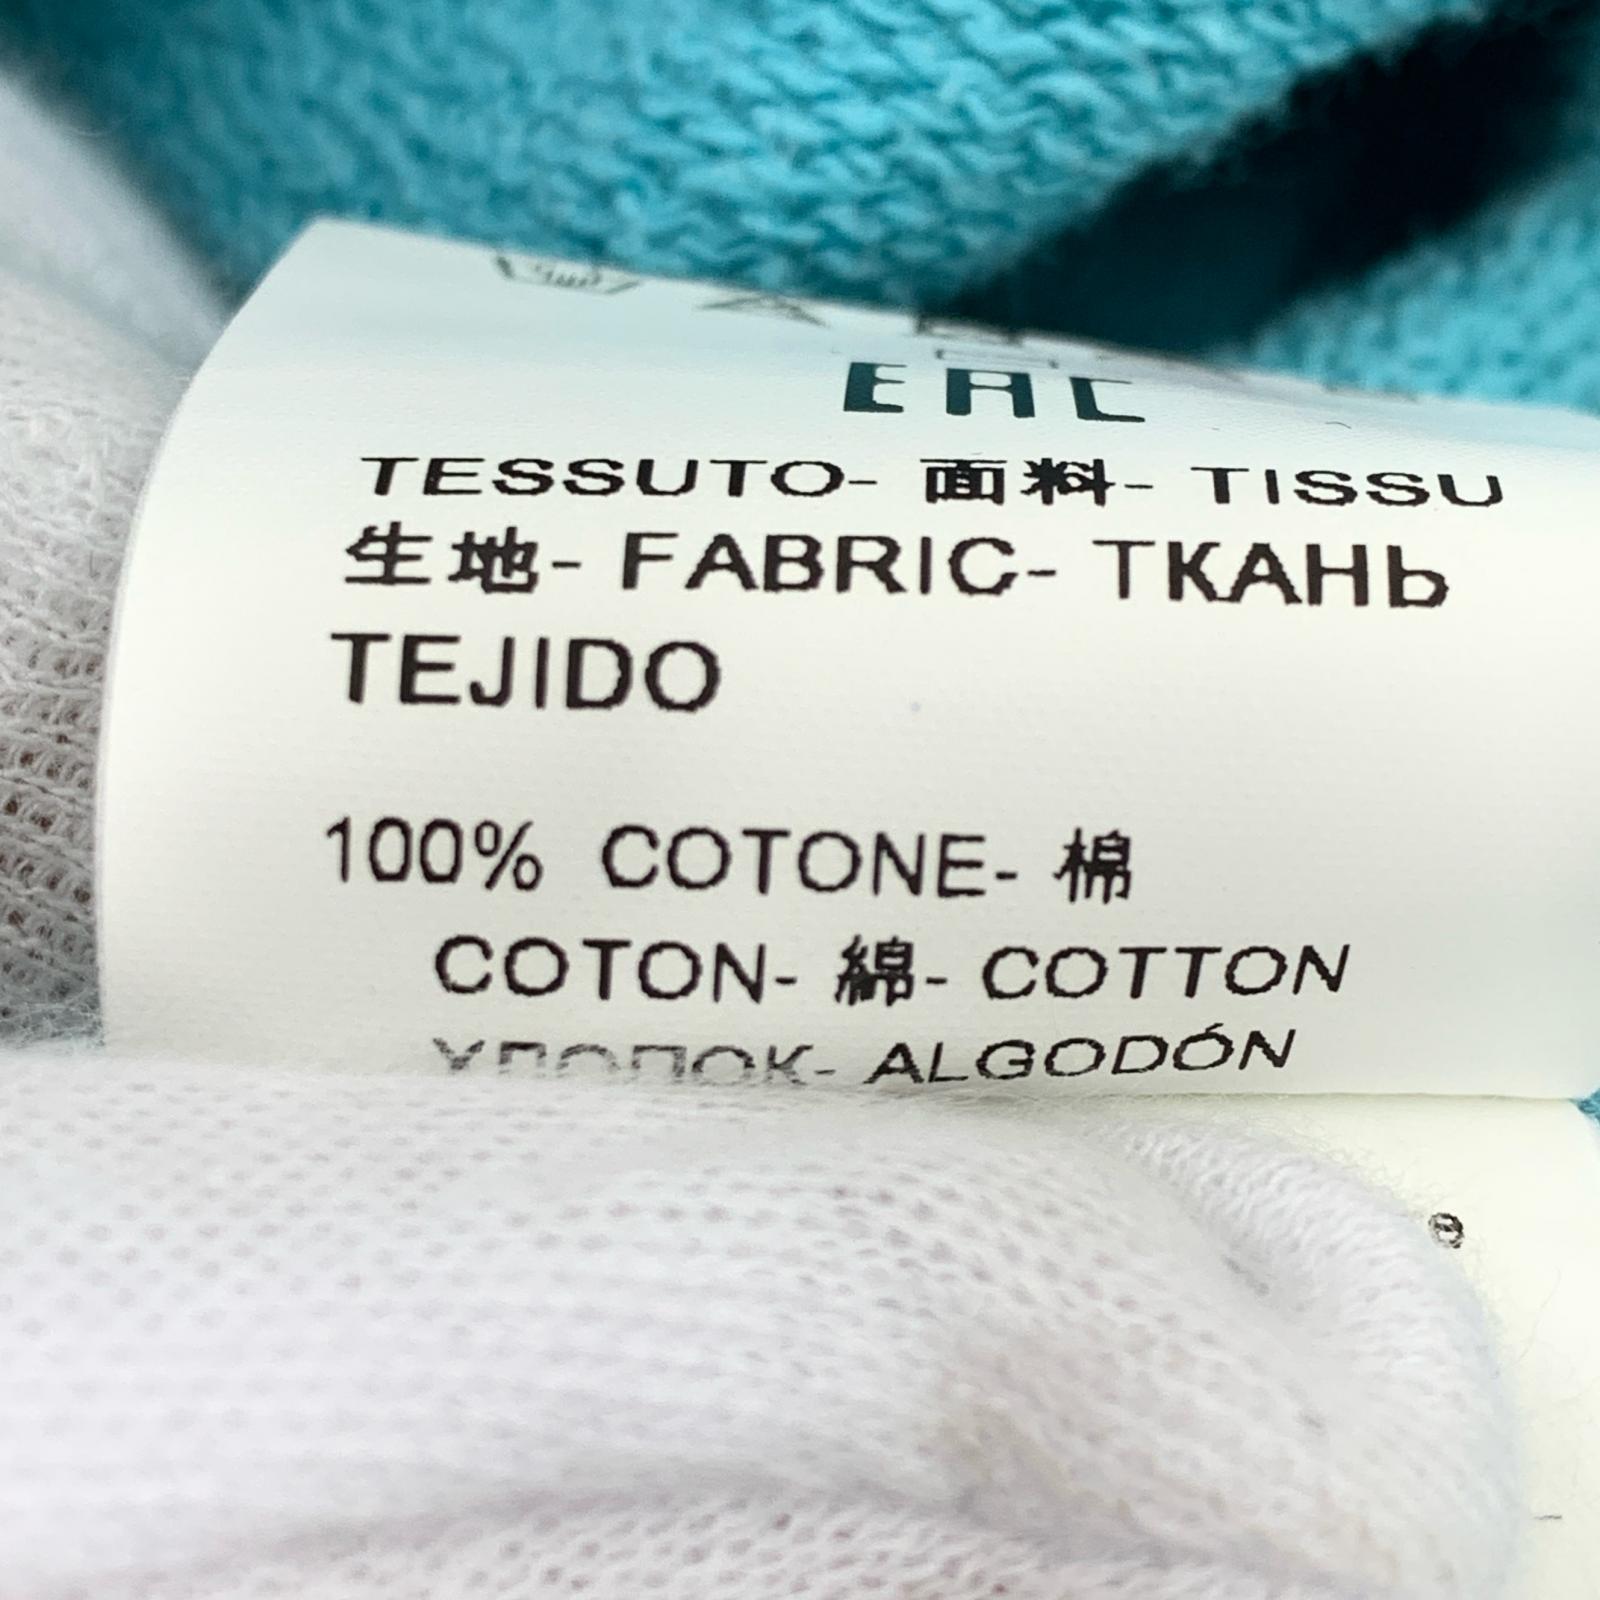 EAC
TESSUTO- 面料- TISSU
生地- FABRIC- ТКАНЬ
TEJIDO
100% COTONE- 棉
COTON- 綿- COTTON
ХЛОПОК- ALGODÓN